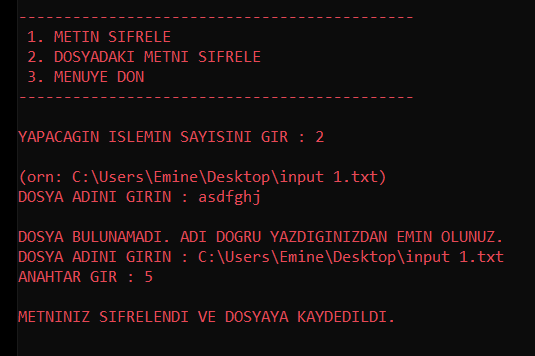 --------------------------------------------
1. METIN SIFRELE
2. DOSYADAKI METNI SIFRELE
3. MENUYE DON
--------------------------------------------
YAPACAGIN ISLEMIN SAYISINI GIR : 2
(orn: C:\Users\Emine\Desktop\input 1.txt)
DOSYA ADINI GIRIN : asdfghj
DOSYA BULUNAMADI. ADI DOGRU YAZDIGINIZDAN EMIN OLUNUZ.
DOSYA ADINI GIRIN : C:\Users\Emine\Desktop\input 1.txt
ANAHTAR GIR : 5
METNINIZ SIFRELENDI VE DOSYAYA KAYDEDILDI.